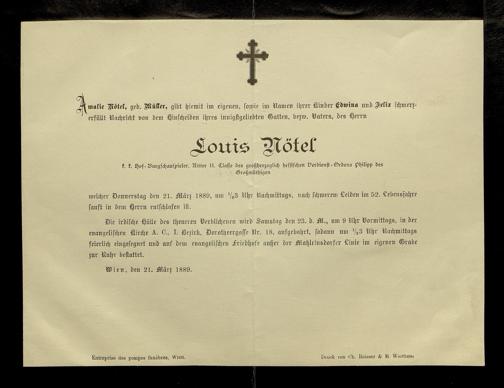 Amalie Nötel, geb. Müller, gibt hiemit im eigenen, sowie im Namen ihrer Kinder Edwina und Felix schmerz-
erfüllt Nachricht von dem Hinscheiden ihres innigstgeliebten Gatten, bezw. Vaters, des Herrn
Louis Nötel
k. k. Hof-Burgschauspieler, Ritter II. Classe des großherzoglich hessischen Verdienst-Ordens Philipp des
Großmüthigen
welcher Donnerstag den 21. März 1889, um ½3 Uhr Nachmittags, nach schwerem Leiden im 52. Lebensjahre
sanft in dem Herrn entschlafen ist.
Die irdische Hülle des theueren Verblichenen wird Samstag den 23. d. M., um 9 Uhr Vormittags, in der
evangelischen Kirche A. C., I. Bezirk, Dorotheergasse Nr. 18, aufgebahrt, sodann um ½3 Uhr Nachmittags
feierlich eingesegnet und auf dem evangelischen Friedhofe außer der Matzleinsdorfer Linie im eigenen Grabe
zur Ruhe bestattet.
Wien, den 21. März 1889.
Entreprise des pompes funèbres, Wien.
Druck von Ch. Reisser & M. Werthner.